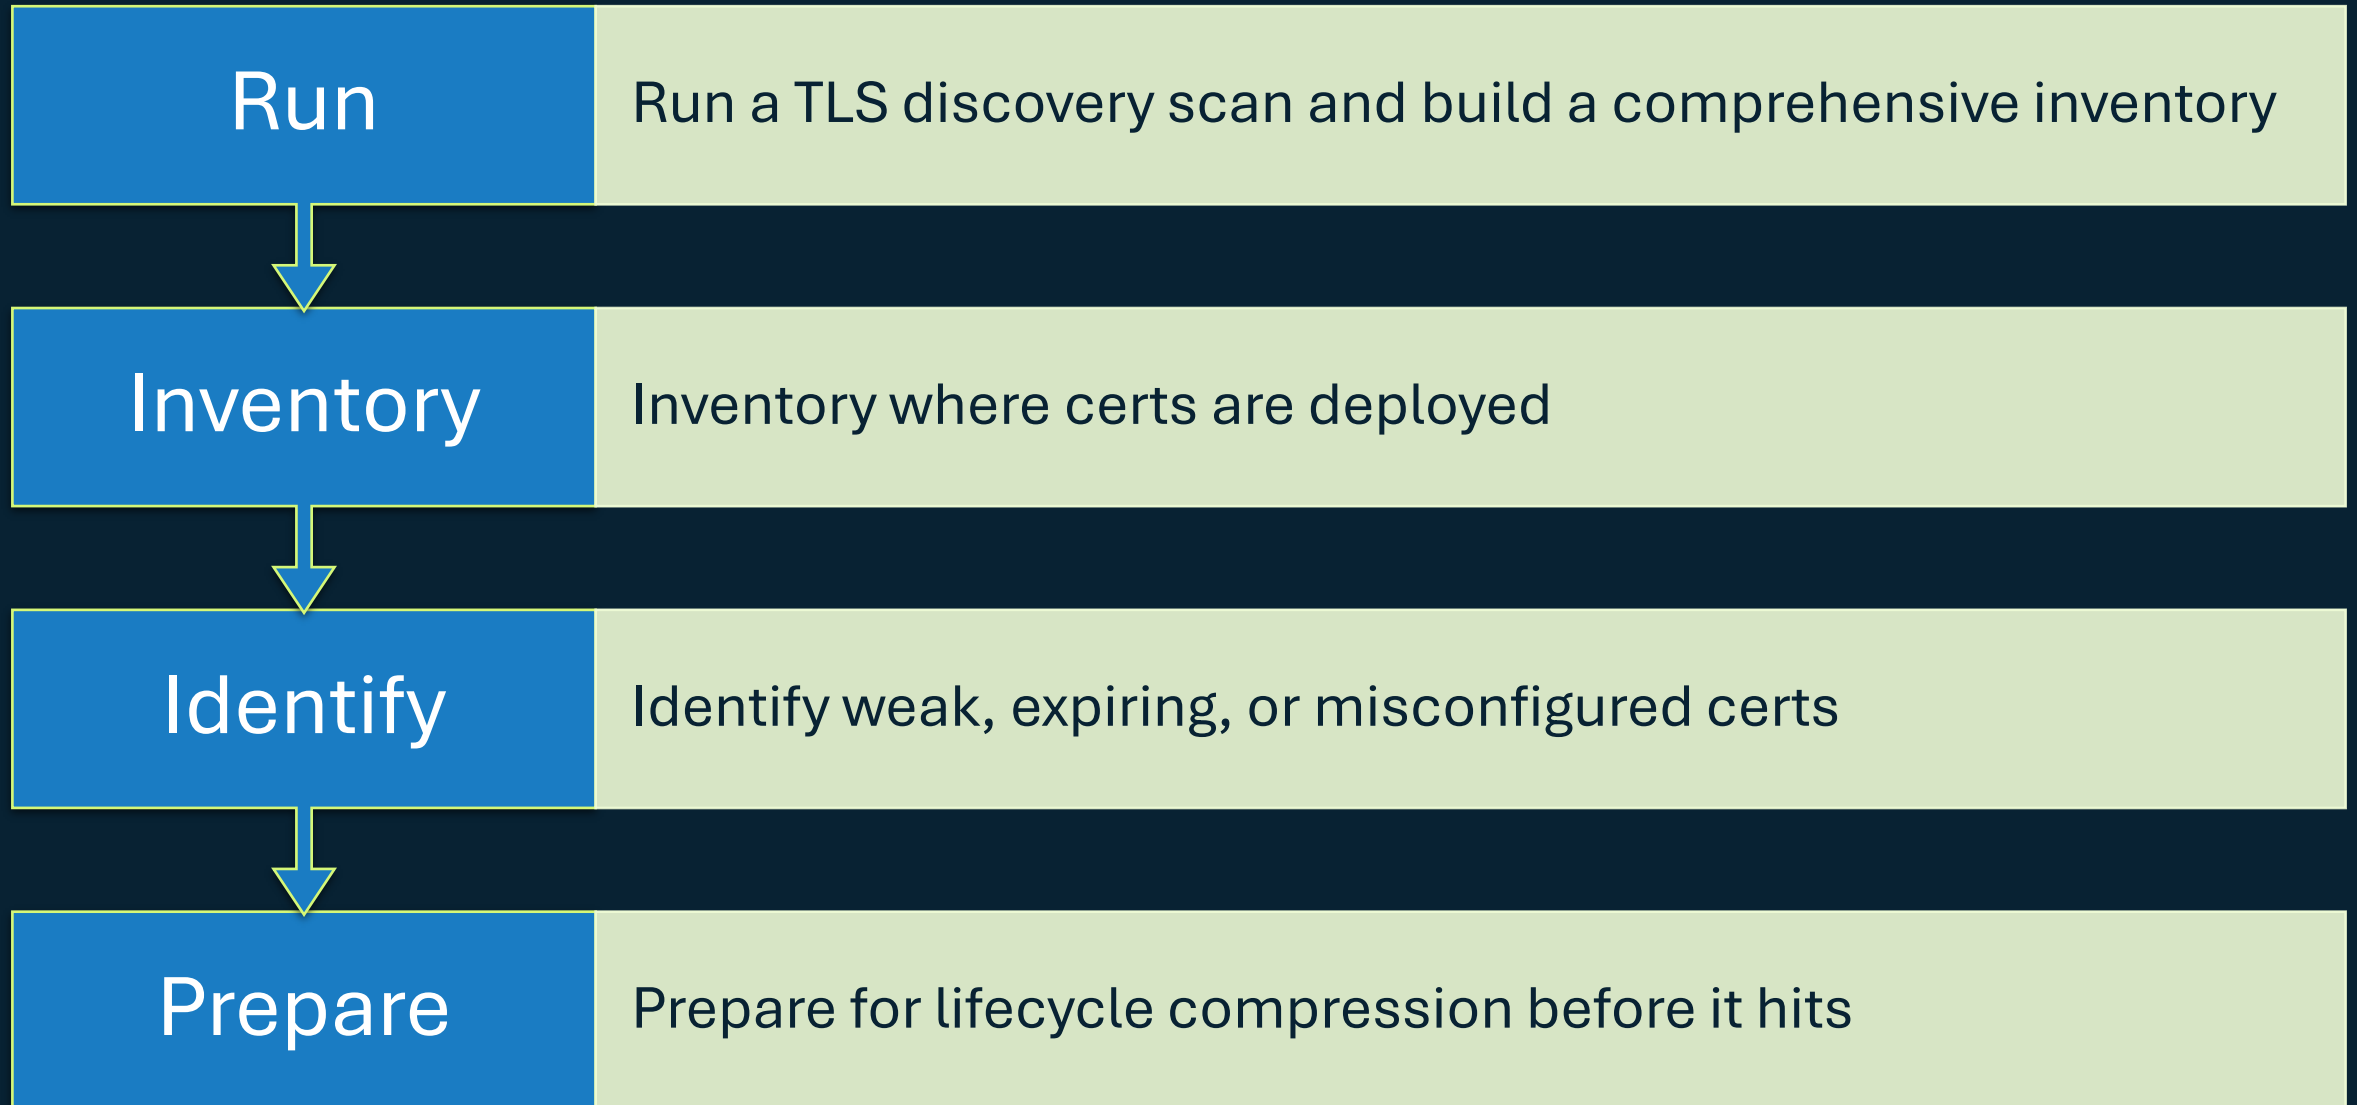 Run
Run a TLS discovery scan and build a comprehensive inventory
Inventory
Inventory where certs are deployed
Identify
Identify weak, expiring, or misconfigured certs
Prepare
Prepare for lifecycle compression before it hits